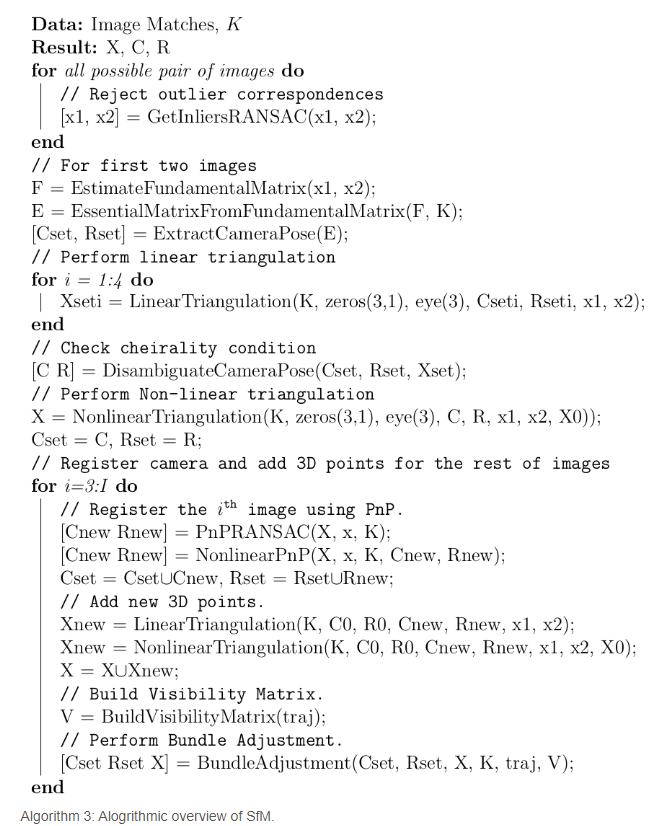 Data: Image Matches, K
Result: X, C, R
for all possible pair of images do
// Reject outlier correspondences
[x1, x2] = GetInliersRANSAC(x1, x2);
end
// For first two images
F = EstimateFundamentalMatrix(x1, x2);
E = EssentialMatrixFromFundamentalMatrix(F, K);
[Cset, Rset] = ExtractCameraPose(E);
// Perform linear triangulation
for i = 1:4 do
Xseti = LinearTriangulation(K, zeros(3,1), eye(3), Cseti, Rseti, x1, x2);
end
// Check cheirality condition
[C R] = DisambiguateCameraPose(Cset, Rset, Xset);
// Perform Non-linear triangulation
X = NonlinearTriangulation(K, zeros(3,1), eye(3), C, R, x1, x2, X0));
Cset = C, Rset = R;
// Register camera and add 3D points for the rest of images
for i=3:I do
// Register the i^th image using PnP.
[Cnew Rnew] = PnPRANSAC(X, x, K);
[Cnew Rnew] = NonlinearPnP(X, x, K, Cnew, Rnew);
Cset = Cset∪Cnew, Rset = Rset∪Rnew;
// Add new 3D points.
Xnew = LinearTriangulation(K, C0, R0, Cnew, Rnew, x1, x2);
Xnew = NonlinearTriangulation(K, C0, R0, Cnew, Rnew, x1, x2, X0);
X = X∪Xnew;
// Build Visibility Matrix.
V = BuildVisibilityMatrix(traj);
// Perform Bundle Adjustment.
[Cset Rset X] = BundleAdjustment(Cset, Rset, X, K, traj, V);
end
Algorithm 3: Alogrithmic overview of SfM.